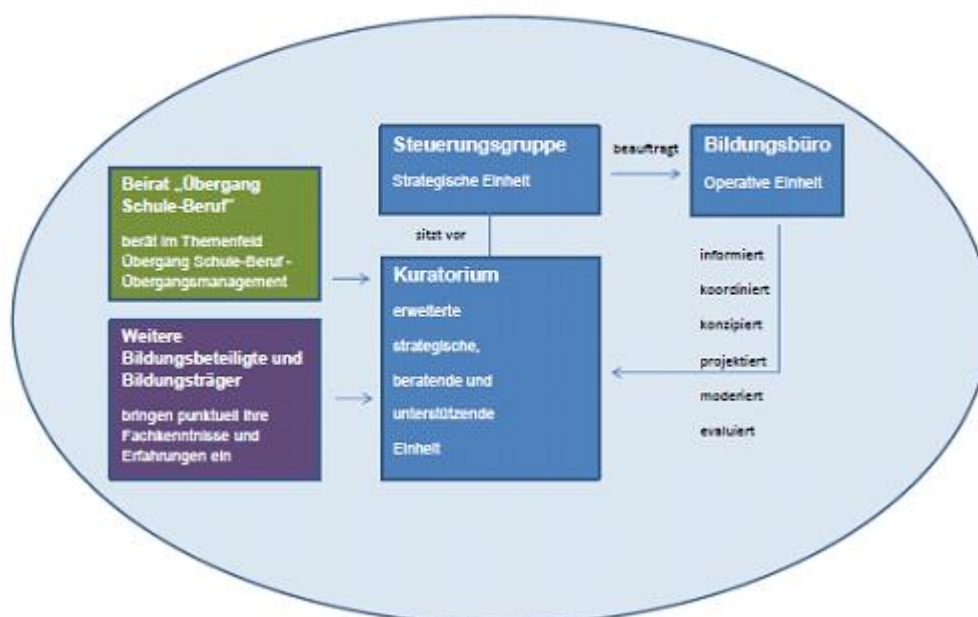 Steuerungsgruppe
Strategische Einheit
beauftragt
Bildungsbüro
Operative Einheit
Beirat „Übergang
Schule-Beruf“
berät im Themenfeld
Übergang Schule-Beruf -
Übergangsmanagement
sitzt vor
Kuratorium
erweiterte
strategische,
beratende und
unterstützende
Einheit
informiert
koordiniert
konzipiert
projektiert
moderiert
evaluiert
Weitere
Bildungsbeteiligte und
Bildungsträger
bringen punktuell ihre
Fachkenntnisse und
Erfahrungen ein